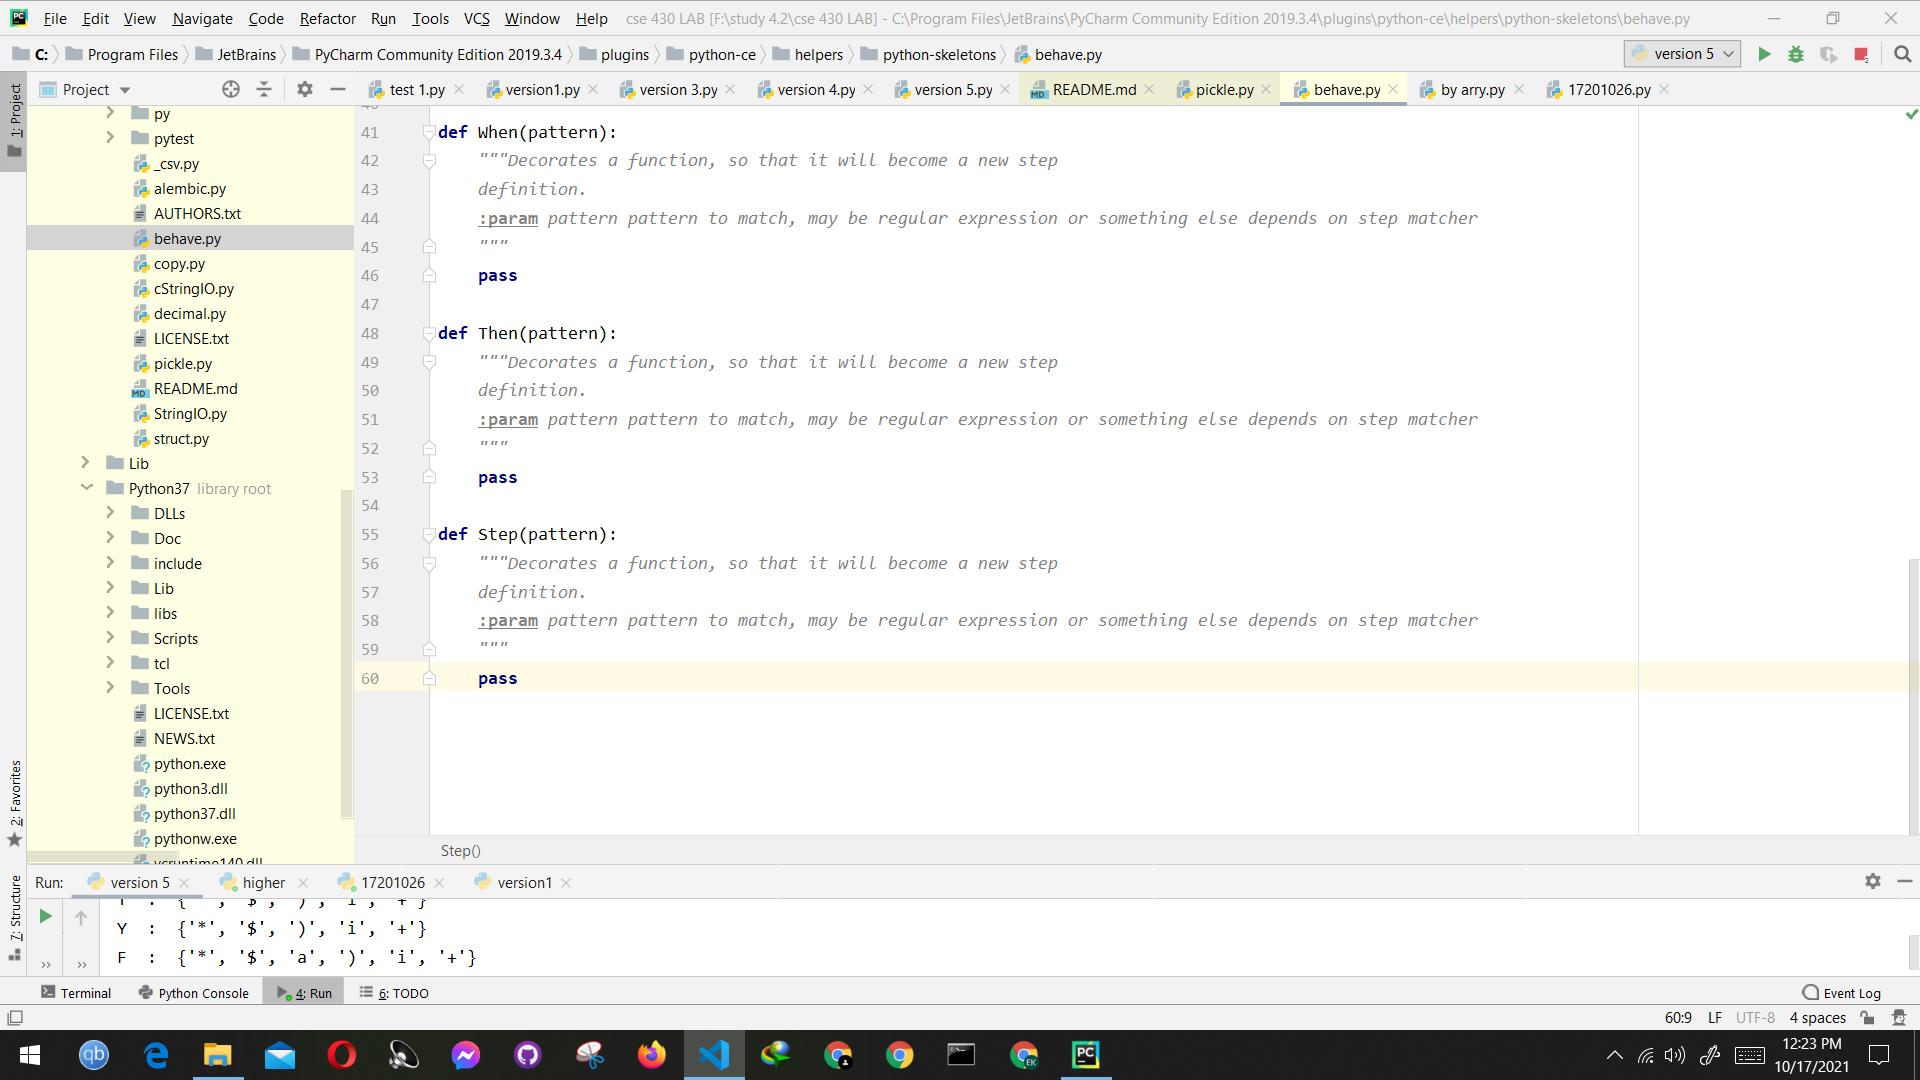 File Edit View Navigate Code Refactor Run Tools VCS Window Help cse 430 LAB [F:\study 4.2\cse 430 LAB] - C:\Program Files\JetBrains\PyCharm Community Edition 2019.3.4\plugins\python-ce\helpers\python-skeletons\behave.py
C: Program Files JetBrains PyCharm Community Edition 2019.3.4 plugins python-ce helpers python-skeletons behave.py version 5
Project test 1.py version1.py version 3.py version 4.py version 5.py README.md pickle.py behave.py by arry.py 17201026.py
1: Project
py
pytest
_csv.py
alembic.py
AUTHORS.txt
behave.py
copy.py
cStringIO.py
decimal.py
LICENSE.txt
pickle.py
README.md
StringIO.py
struct.py
Lib
Python37 library root
DLLs
Doc
include
Lib
libs
Scripts
tcl
Tools
LICENSE.txt
NEWS.txt
python.exe
python3.dll
python37.dll
pythonw.exe
vcruntime140.dll
2: Favorites
7: Structure
41 def When(pattern):
42 """Decorates a function, so that it will become a new step
43 definition.
44 :param pattern pattern to match, may be regular expression or something else depends on step matcher
45 """
46 pass
47
48 def Then(pattern):
49 """Decorates a function, so that it will become a new step
50 definition.
51 :param pattern pattern to match, may be regular expression or something else depends on step matcher
52 """
53 pass
54
55 def Step(pattern):
56 """Decorates a function, so that it will become a new step
57 definition.
58 :param pattern pattern to match, may be regular expression or something else depends on step matcher
59 """
60 pass
Step()
Run: version 5 higher 17201026 version1
Y : {'*', '$', ')', 'i', '+'}
F : {'*', '$', 'a', ')', 'i', '+'}
Terminal Python Console 4: Run 6: TODO Event Log
60:9 LF UTF-8 4 spaces
12:23 PM
10/17/2021